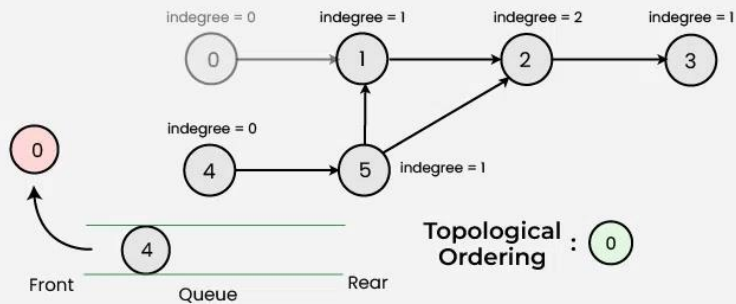 indegree = 0
indegree = 1
indegree = 2
indegree = 1
0
1
2
3
indegree = 0
0
4
5
indegree = 1
4
Topological
Ordering
:
0
Front
Queue
Rear